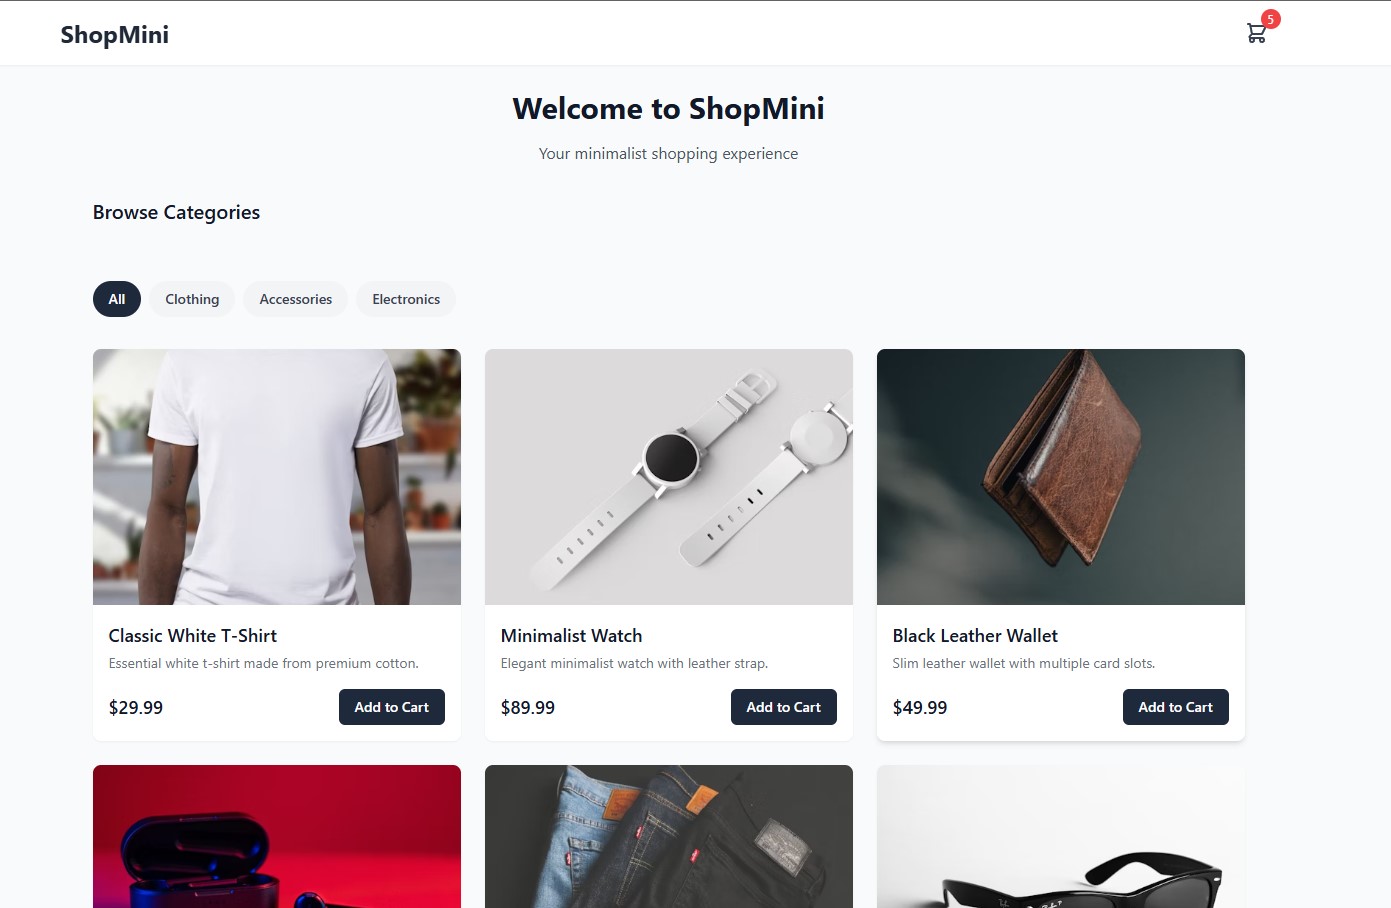 ShopMini
5
Welcome to ShopMini
Your minimalist shopping experience
Browse Categories
All
Clothing
Accessories
Electronics
Classic White T-Shirt
Essential white t-shirt made from premium cotton.
$29.99
Add to Cart
Minimalist Watch
Elegant minimalist watch with leather strap.
$89.99
Add to Cart
Black Leather Wallet
Slim leather wallet with multiple card slots.
$49.99
Add to Cart